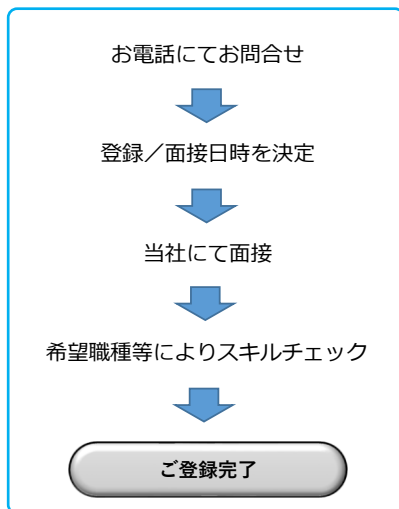 お電話にてお問合せ
登録／面接日時を決定
当社にて面接
希望職種等によりスキルチェック
ご登録完了